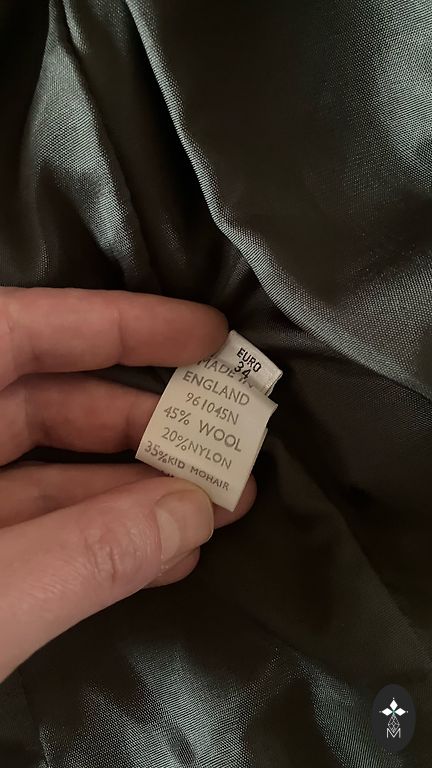 EURO
34
MADE IN
ENGLAND
961045N
45% WOOL
20%NYLON
35%KID MOHAIR